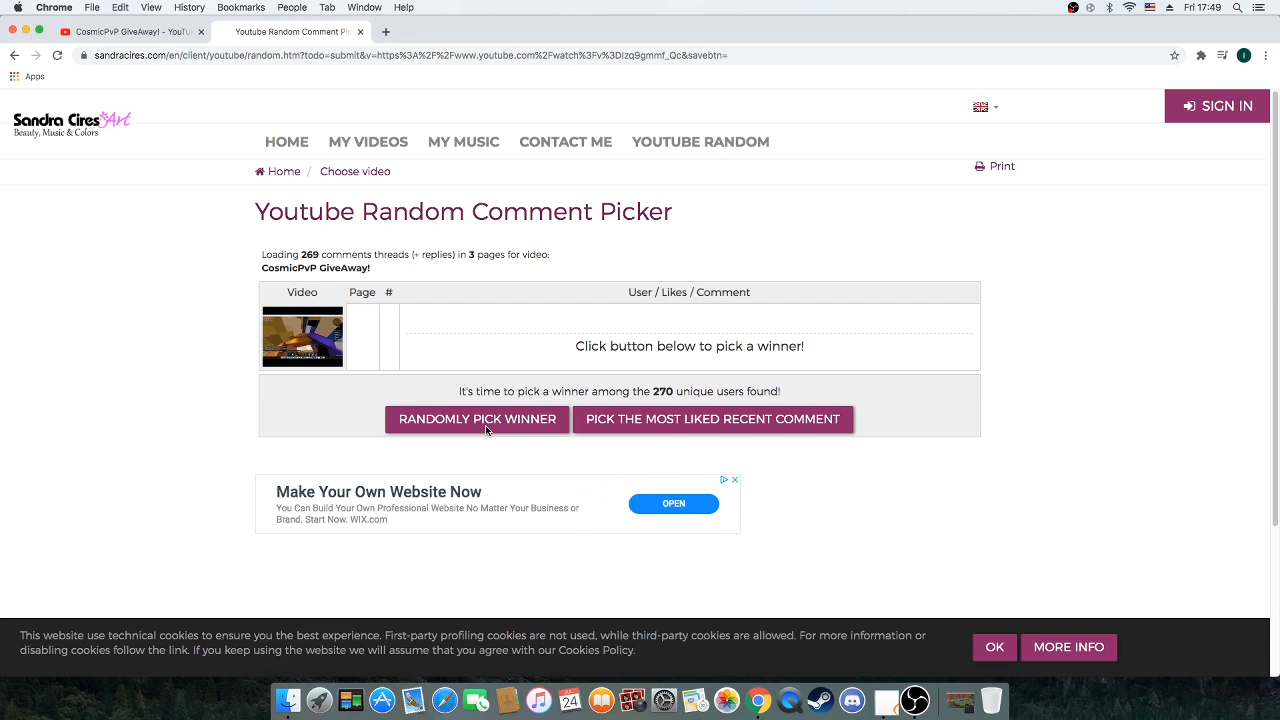 Chrome File Edit View History Bookmarks People Tab Window Help Fri 17:49
CosmicPvP GiveAway! - YouTu Youtube Random Comment Pi
sandracires.com/en/client/youtube/random.htm?todo=submit&v=https%3A%2F%2Fwww.youtube.com%2Fwatch%3Fv%3DIzq9gmmf_Qc&savebtn=
Apps
Sandra Cires Art
Beauty, Music & Colors
SIGN IN
HOME MY VIDEOS MY MUSIC CONTACT ME YOUTUBE RANDOM
Home / Choose video
Print
Youtube Random Comment Picker
Loading 269 comments threads (+ replies) in 3 pages for video:
CosmicPvP GiveAway!
Video Page # User / Likes / Comment
Click button below to pick a winner!
It's time to pick a winner among the 270 unique users found!
RANDOMLY PICK WINNER PICK THE MOST LIKED RECENT COMMENT
Make Your Own Website Now
You Can Build Your Own Professional Website No Matter Your Business or
Brand. Start Now. WIX.com
OPEN
This website use technical cookies to ensure you the best experience. First-party profiling cookies are not used, while third-party cookies are allowed. For more information or
disabling cookies follow the link. If you keep using the website we will assume that you agree with our Cookies Policy.
OK MORE INFO